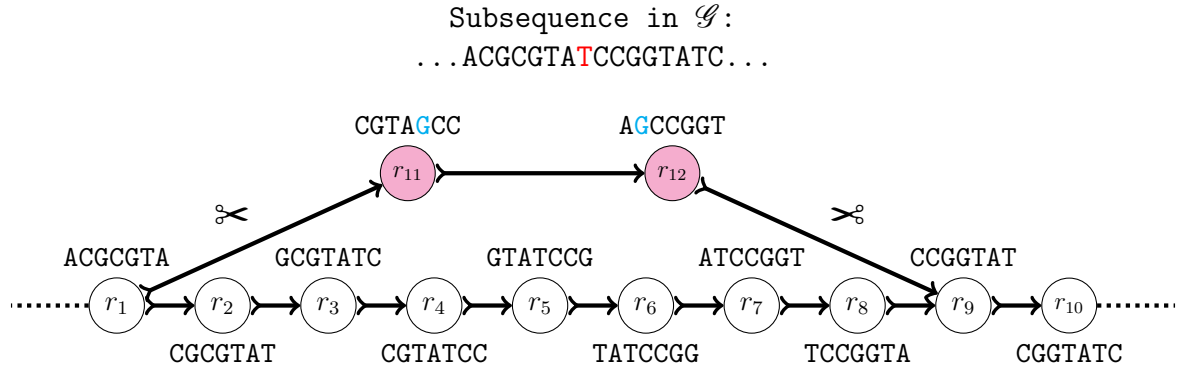 Subsequence in 𝒢:
...ACGCGTATCCGGTATC...
CGTAGCC AGCCGGT
r11 r12
ACGCGTA GCGTATC GTATCCG ATCCGGT CCGGTAT
r1 r2 r3 r4 r5 r6 r7 r8 r9 r10
CGCGTAT CGTATCC TATCCGG TCCGGTA CGGTATC